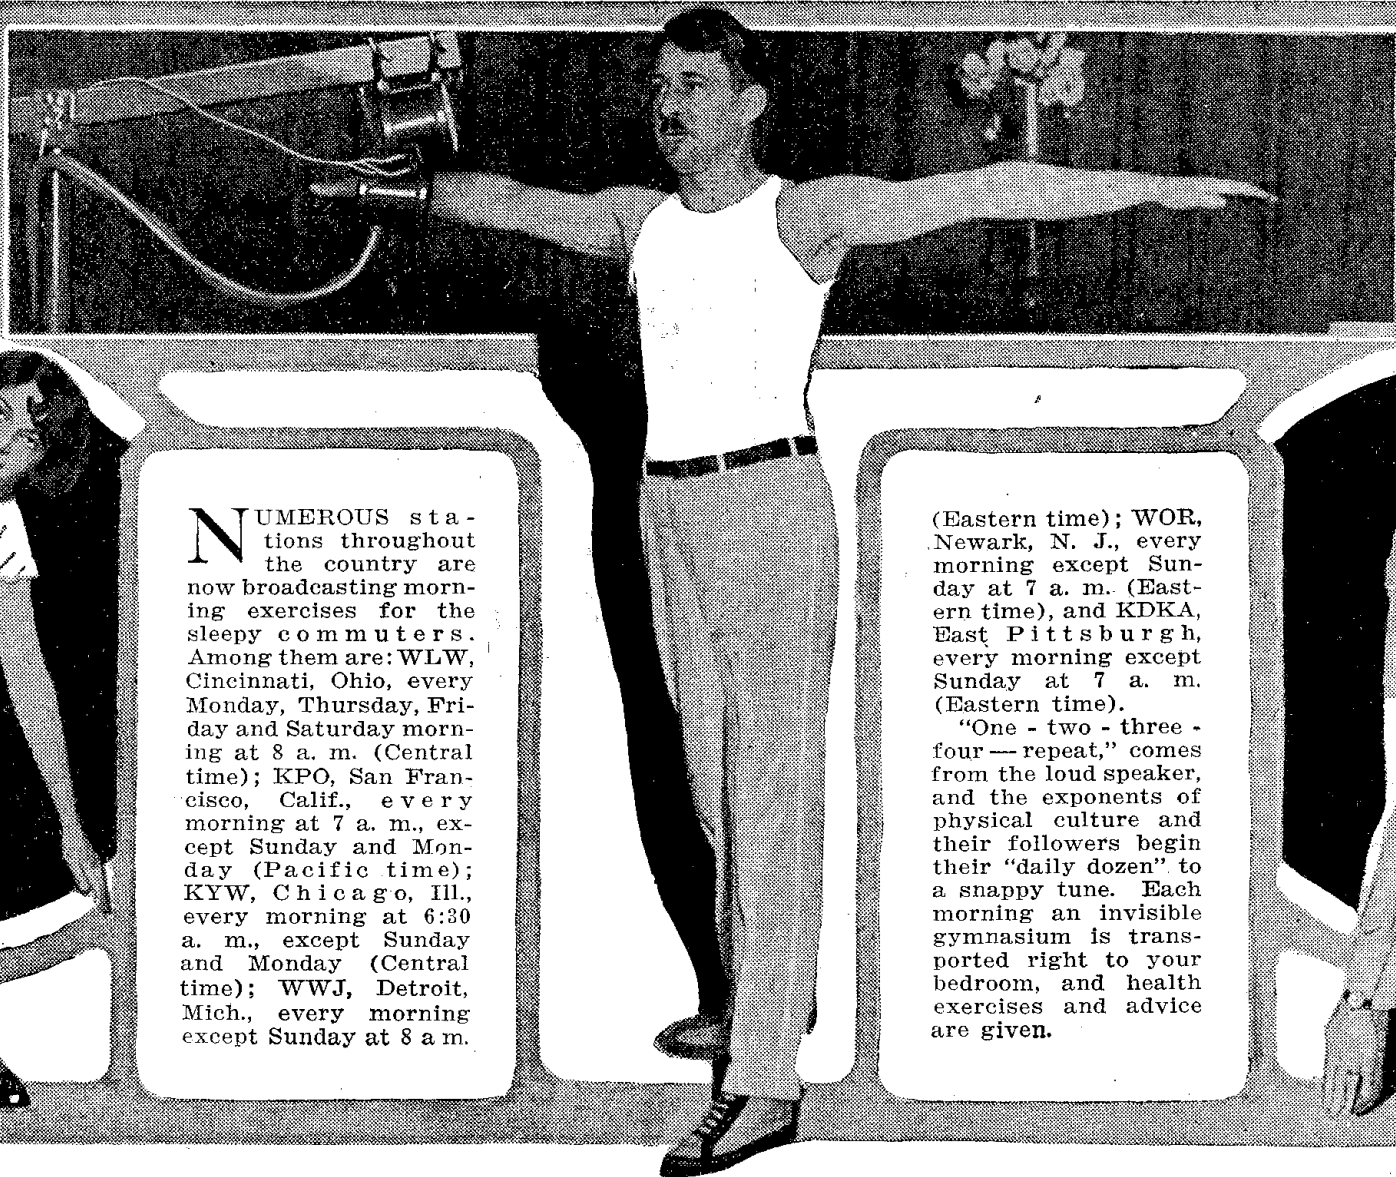 NUMEROUS sta-
tions throughout
the country are
now broadcasting morn-
ing exercises for the
sleepy commuters.
Among them are: WLW,
Cincinnati, Ohio, every
Monday, Thursday, Fri-
day and Saturday morn-
ing at 8 a. m. (Central
time); KPO, San Fran-
cisco, Calif., every
morning at 7 a. m., ex-
cept Sunday and Mon-
day (Pacific time);
KYW, Chicago, Ill.,
every morning at 6:30
a. m., except Sunday
and Monday (Central
time); WWJ, Detroit,
Mich., every morning
except Sunday at 8 a m.
(Eastern time); WOR,
Newark, N. J., every
morning except Sun-
day at 7 a. m. (East-
ern time), and KDKA,
East Pittsburgh,
every morning except
Sunday at 7 a. m.
(Eastern time).
"One - two - three -
four — repeat," comes
from the loud speaker,
and the exponents of
physical culture and
their followers begin
their "daily dozen" to
a snappy tune. Each
morning an invisible
gymnasium is trans-
ported right to your
bedroom, and health
exercises and advice
are given.